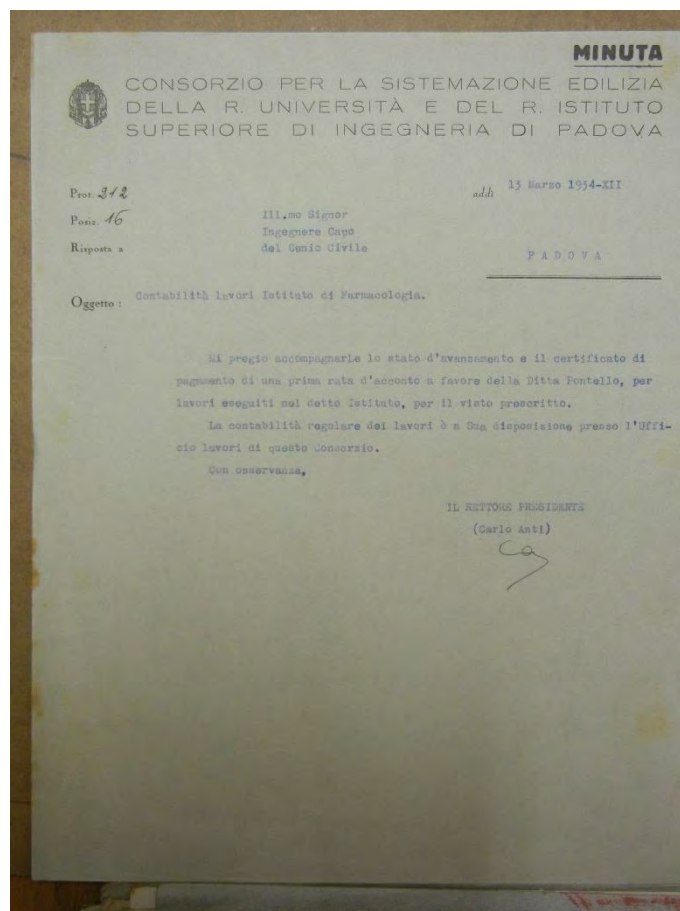 MINUTA
CONSORZIO PER LA SISTEMAZIONE EDILIZIA
DELLA R. UNIVERSITÀ E DEL R. ISTITUTO
SUPERIORE DI INGEGNERIA DI PADOVA
Prot. 212
addì 13 Marzo 1934-XII
Posiz. 16
Ill.mo Signor
Ingegnere Capo
Risposta a
del Genio Civile
PADOVA
Oggetto: Contabilità lavori Istituto di Farmacologia.
Mi pregio accompagnarLe lo stato d'avanzamento e il certificato di
pagamento di una prima rata d'acconto a favore della Ditta Pontello, per
lavori eseguiti nel detto Istituto, per il visto prescritto.
La contabilità regolare dei lavori è a Sua disposizione presso l'Uffi-
cio lavori di questo Consorzio.
Con osservanza,
IL RETTORE PRESIDENTE
(Carlo Anti)
Ca